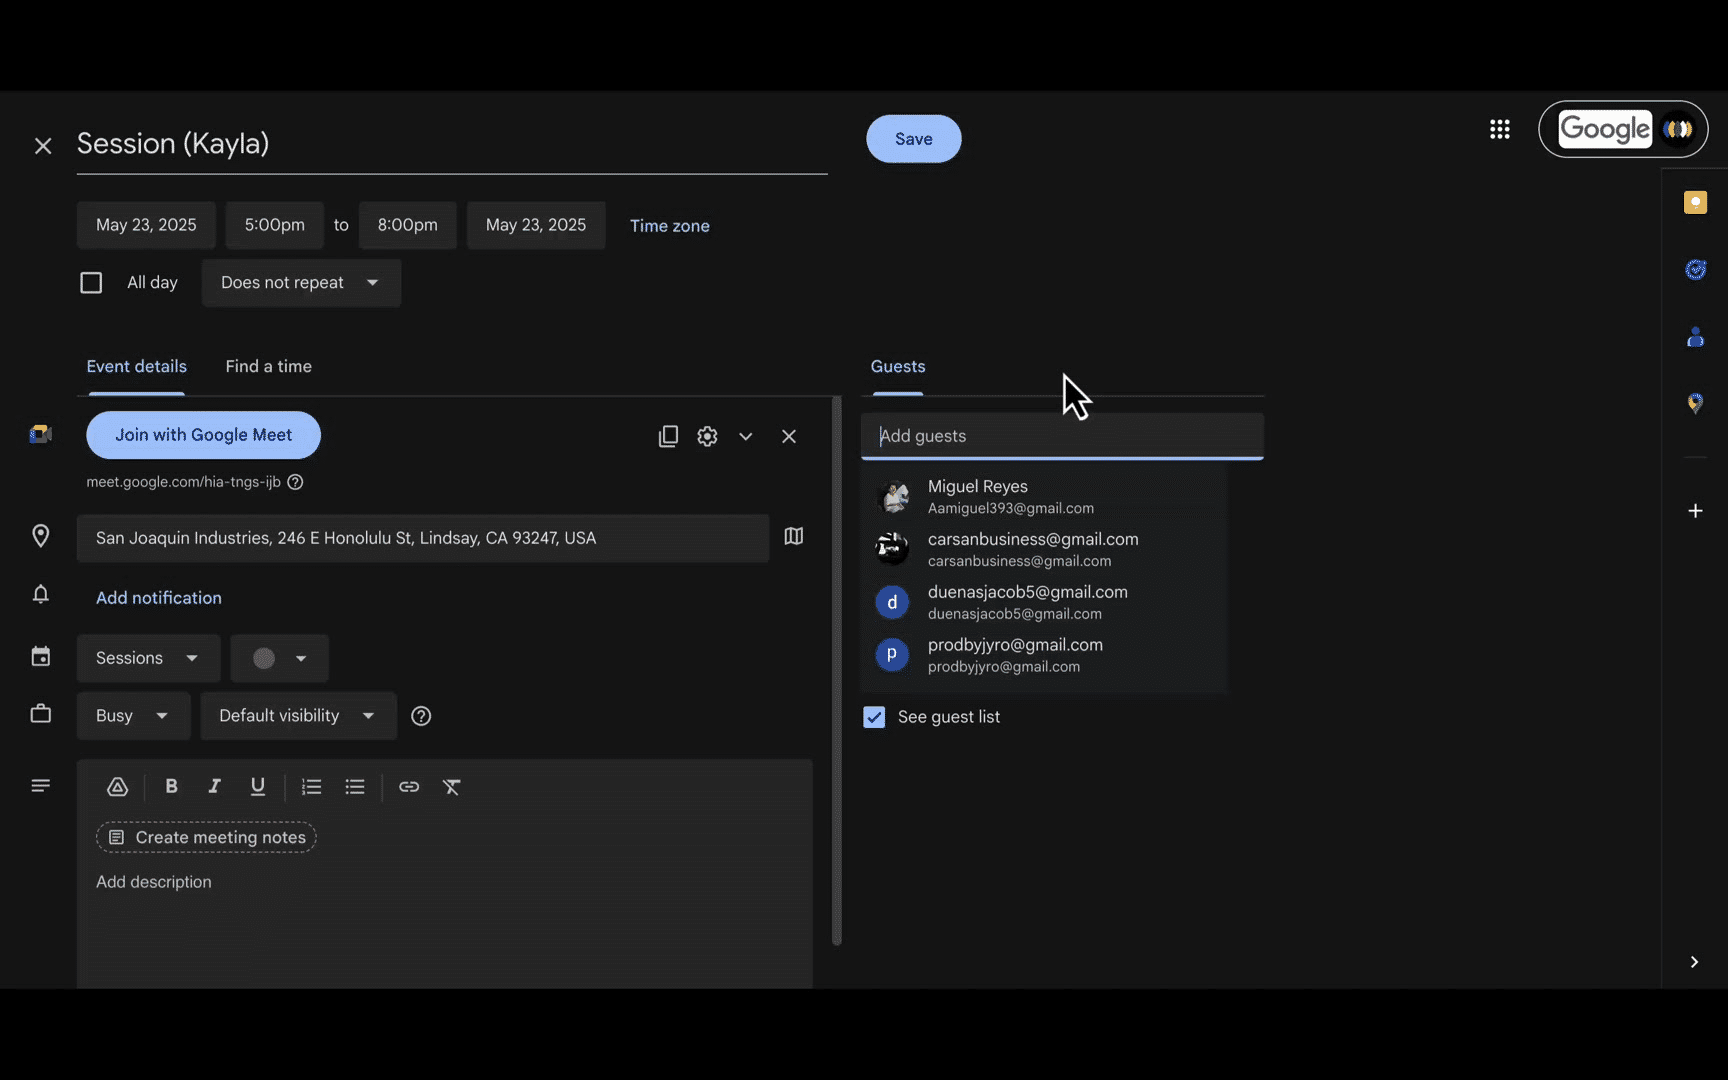 Session (Kayla)
Save
Google
May 23, 2025
5:00pm
to
8:00pm
May 23, 2025
Time zone
All day
Does not repeat
Event details
Find a time
Guests
Join with Google Meet
meet.google.com/hia-tngs-ijb
San Joaquin Industries, 246 E Honolulu St, Lindsay, CA 93247, USA
Add notification
Sessions
Busy
Default visibility
B I U
Create meeting notes
Add description
Add guests
Miguel Reyes
Aamiguel393@gmail.com
carsanbusiness@gmail.com
carsanbusiness@gmail.com
d
duenasjacob5@gmail.com
duenasjacob5@gmail.com
p
prodbyjyro@gmail.com
prodbyjyro@gmail.com
See guest list